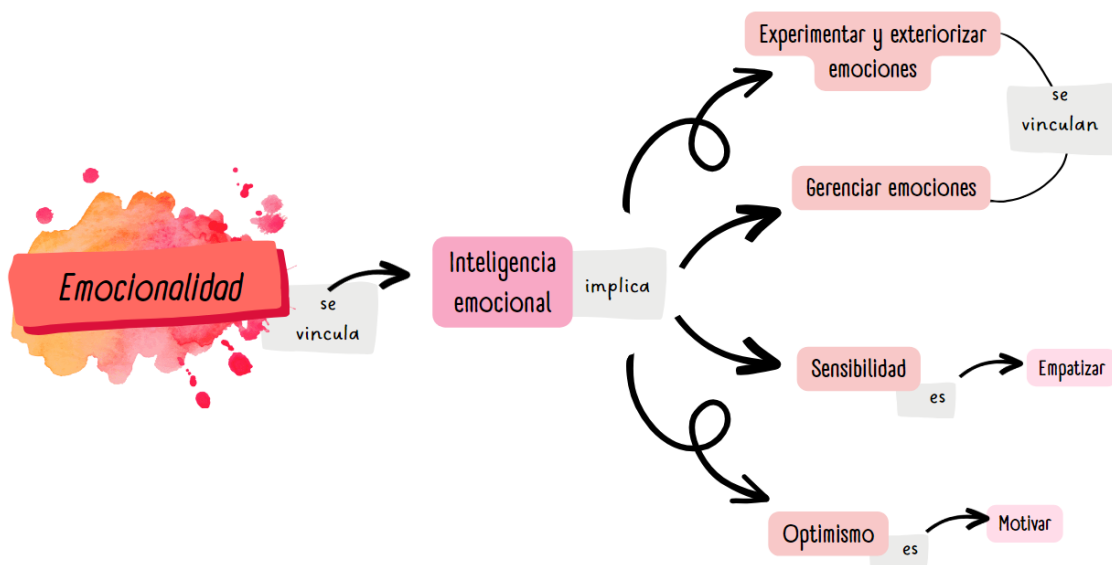 Experimentar y exteriorizar
emociones
se
vinculan
Gerenciar emociones
Emocionalidad
se
vincula
Inteligencia
emocional
implica
Sensibilidad
es
Empatizar
Optimismo
es
Motivar